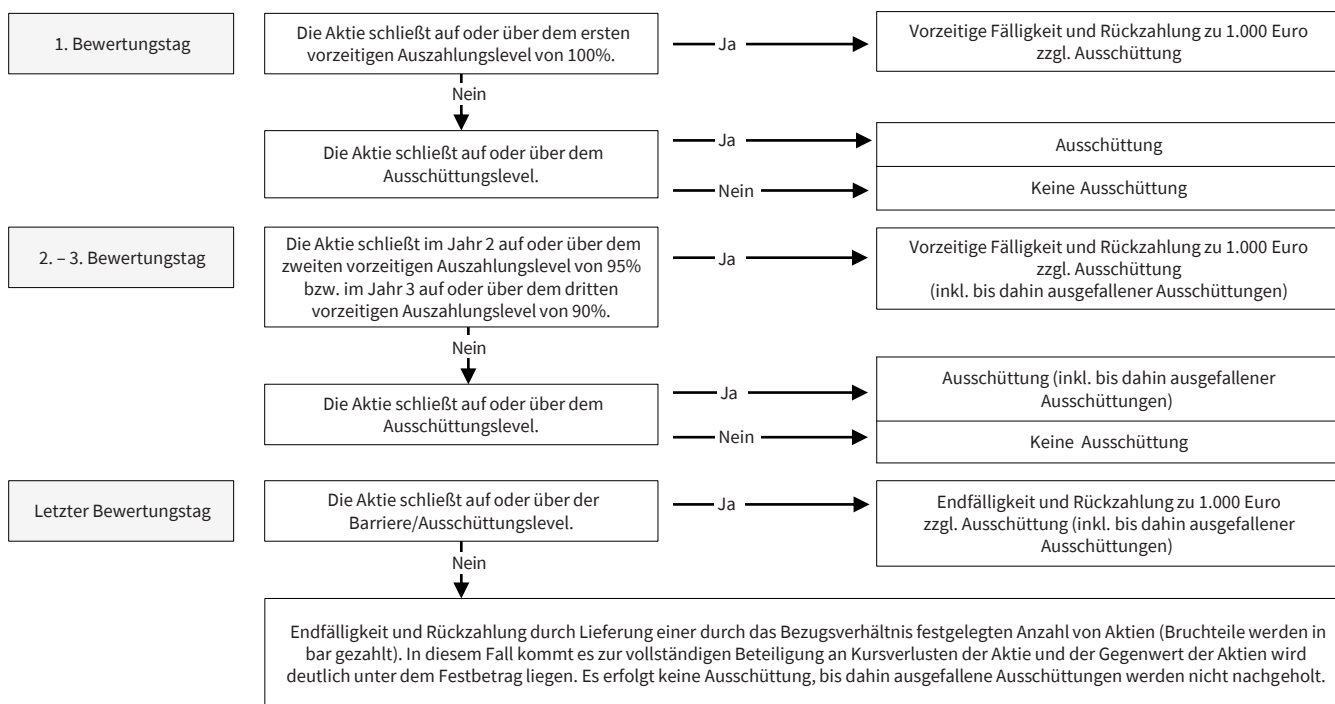 1. Bewertungstag
Die Aktie schließt auf oder über dem ersten
vorzeitigen Auszahlungslevel von 100%.
Ja
Vorzeitige Fälligkeit und Rückzahlung zu 1.000 Euro
zzgl. Ausschüttung
Nein
Die Aktie schließt auf oder über dem
Ausschüttungslevel.
Ja
Ausschüttung
Nein
Keine Ausschüttung
2. – 3. Bewertungstag
Die Aktie schließt im Jahr 2 auf oder über dem
zweiten vorzeitigen Auszahlungslevel von 95%
bzw. im Jahr 3 auf oder über dem dritten
vorzeitigen Auszahlungslevel von 90%.
Ja
Vorzeitige Fälligkeit und Rückzahlung zu 1.000 Euro
zzgl. Ausschüttung
(inkl. bis dahin ausgefallener Ausschüttungen)
Nein
Die Aktie schließt auf oder über dem
Ausschüttungslevel.
Ja
Ausschüttung (inkl. bis dahin ausgefallener
Ausschüttungen)
Nein
Keine Ausschüttung
Letzter Bewertungstag
Die Aktie schließt auf oder über der
Barriere/Ausschüttungslevel.
Ja
Endfälligkeit und Rückzahlung zu 1.000 Euro
zzgl. Ausschüttung (inkl. bis dahin ausgefallener
Ausschüttungen)
Nein
Endfälligkeit und Rückzahlung durch Lieferung einer durch das Bezugsverhältnis festgelegten Anzahl von Aktien (Bruchteile werden in
bar gezahlt). In diesem Fall kommt es zur vollständigen Beteiligung an Kursverlusten der Aktie und der Gegenwert der Aktien wird
deutlich unter dem Festbetrag liegen. Es erfolgt keine Ausschüttung, bis dahin ausgefallene Ausschüttungen werden nicht nachgeholt.